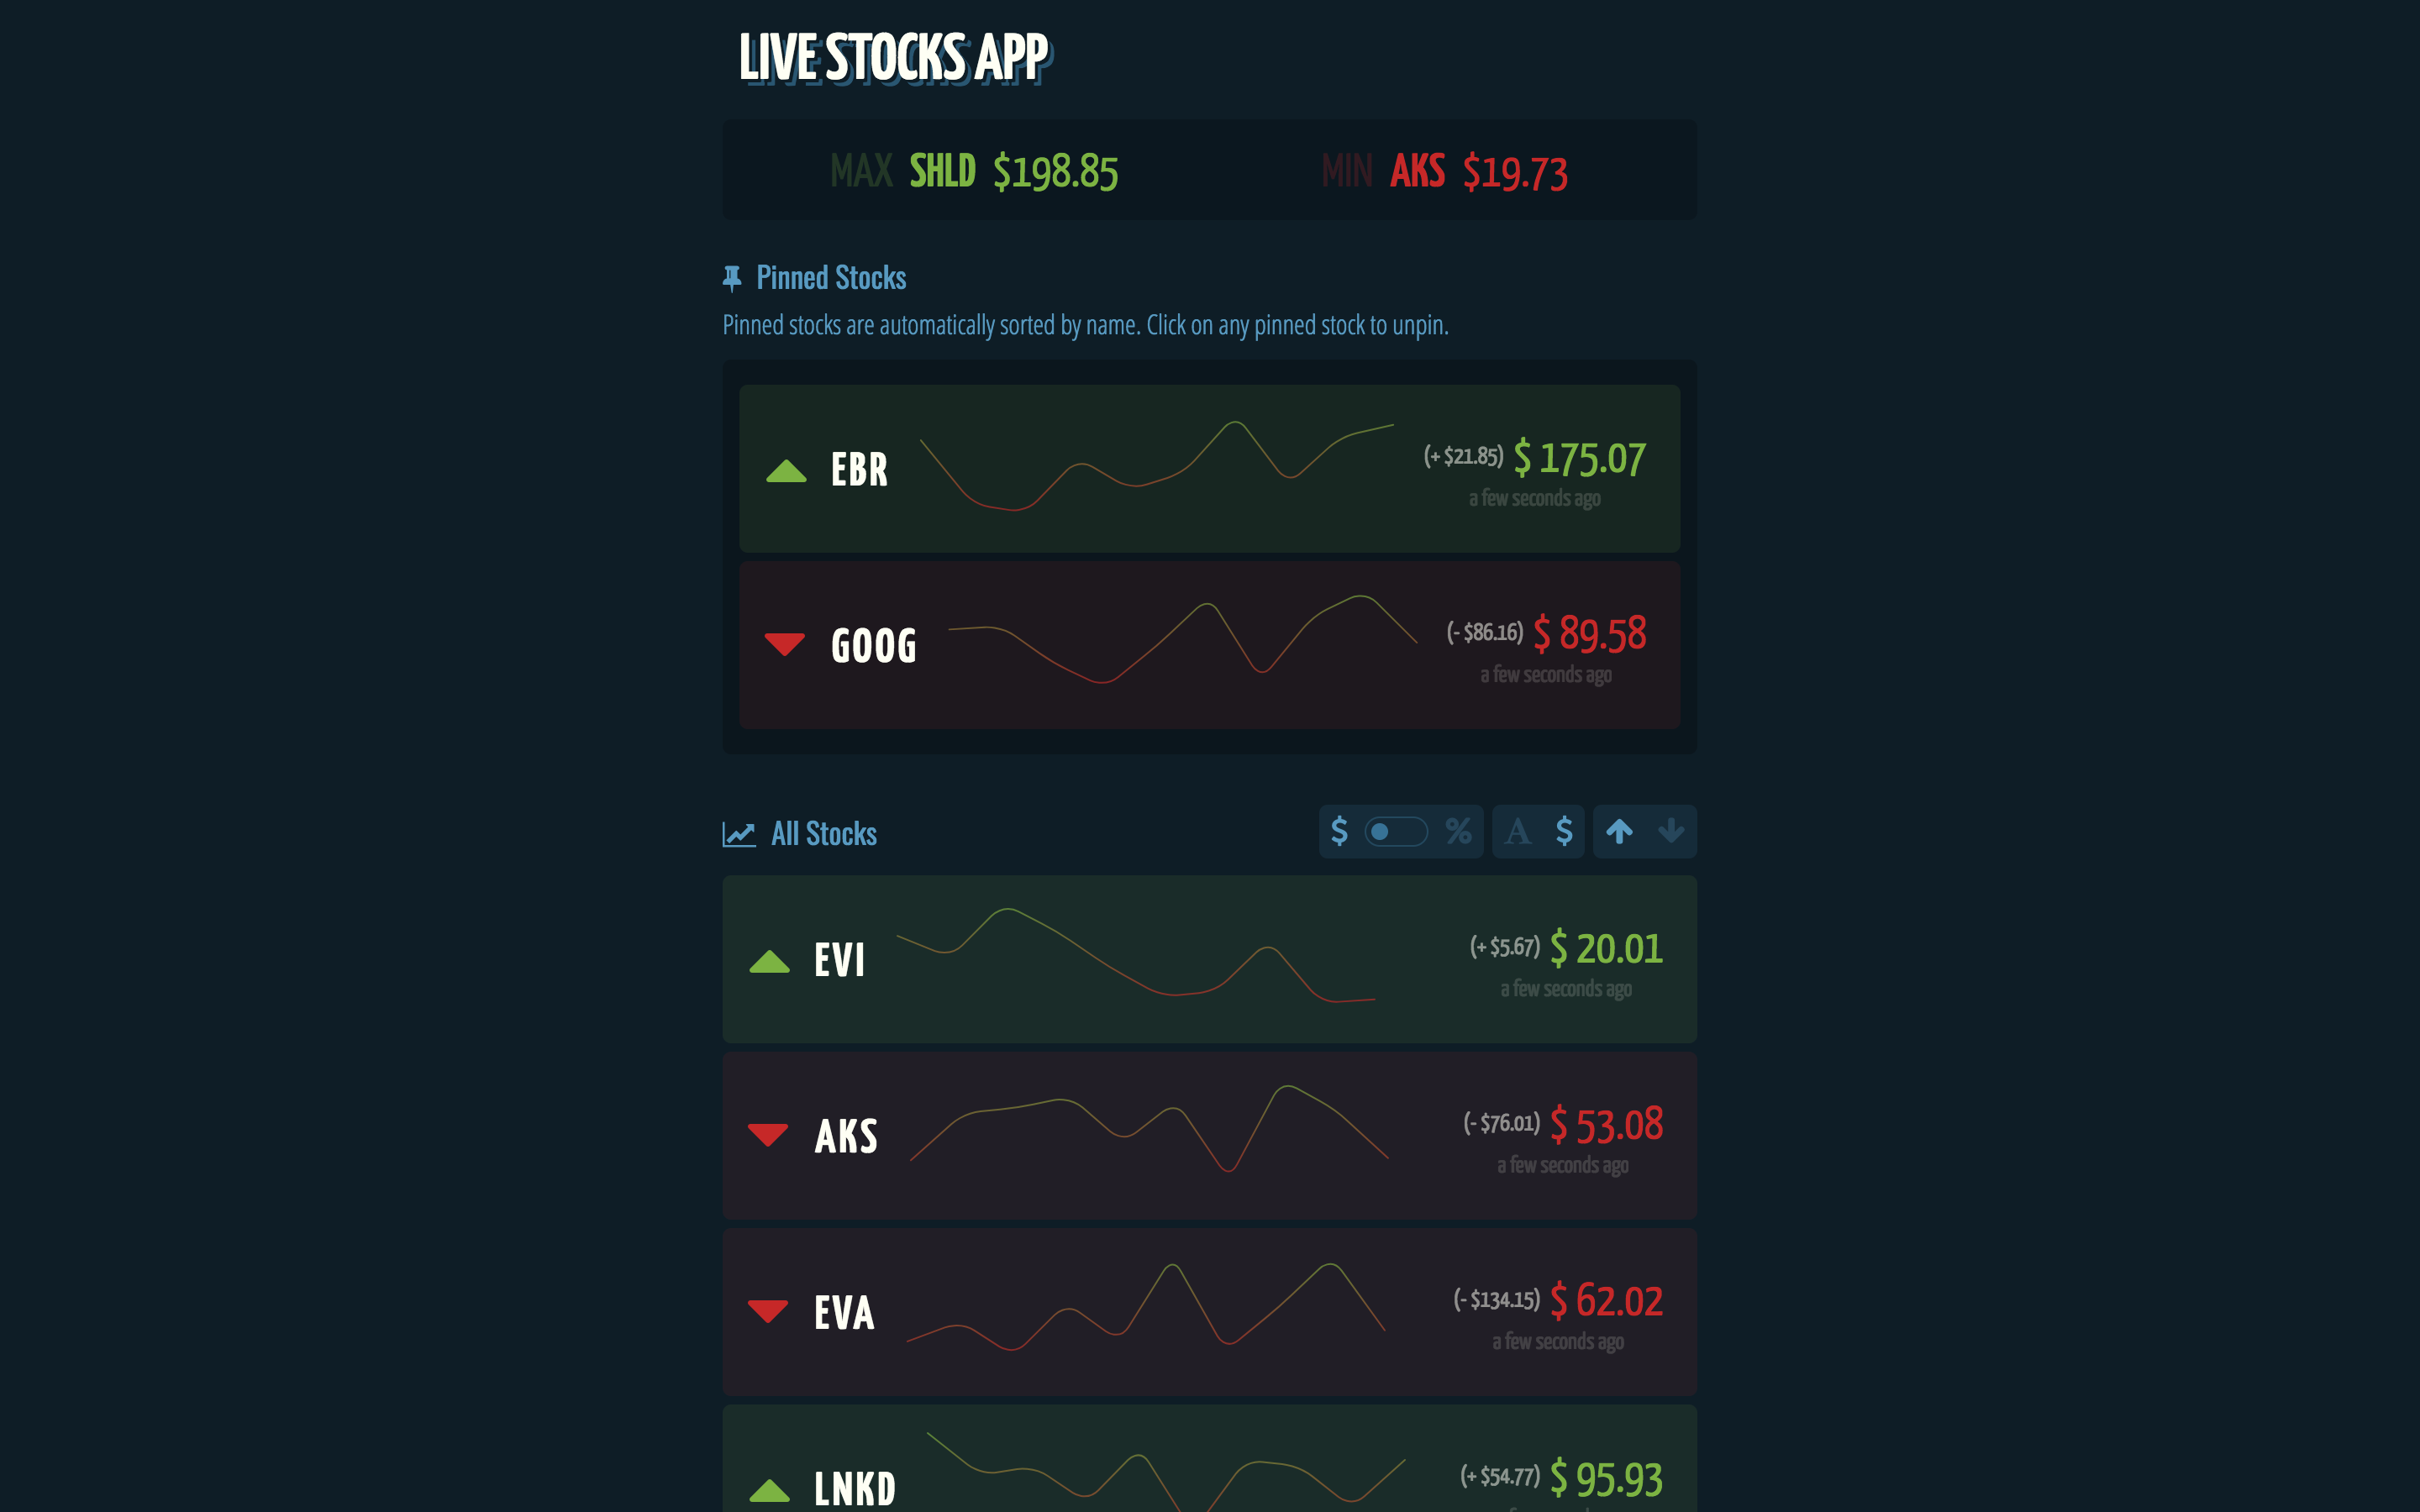 LIVE STOCKS APP
MAX SHLD $198.85 MIN AKS $19.73
Pinned Stocks
Pinned stocks are automatically sorted by name. Click on any pinned stock to unpin.
EBR (+ $21.85) $ 175.07
a few seconds ago
GOOG (- $86.16) $ 89.58
a few seconds ago
All Stocks $ % A $
EVI (+ $5.67) $ 20.01
a few seconds ago
AKS (- $76.01) $ 53.08
a few seconds ago
EVA (- $134.15) $ 62.02
a few seconds ago
LNKD (+ $54.77) $ 95.93